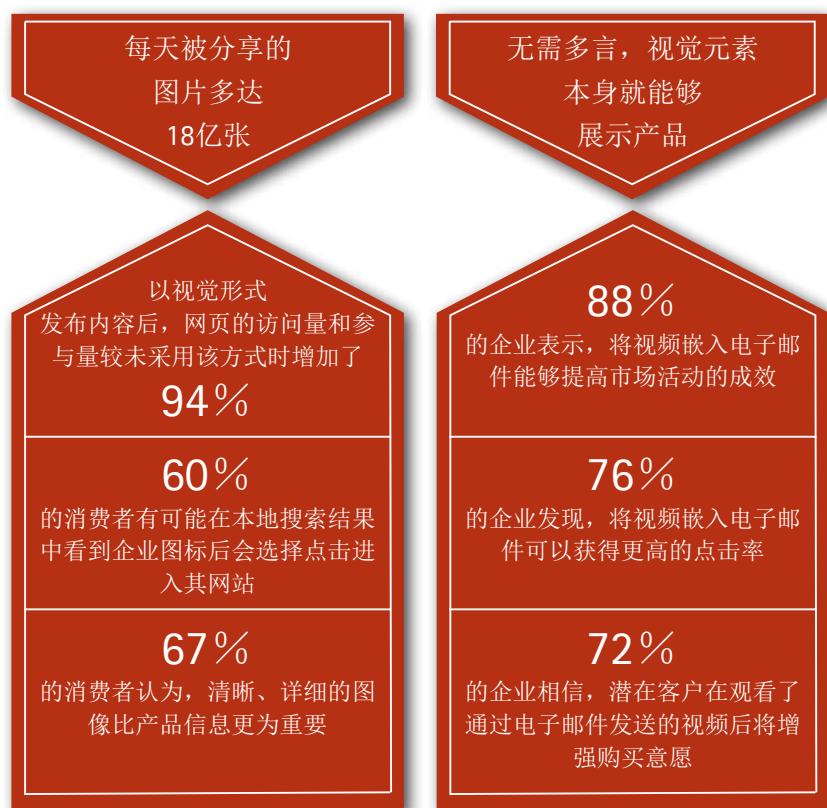 每天被分享的
图片多达
18亿张
以视觉形式
发布内容后，网页的访问量和参
与量较未采用该方式时增加了
94％
60％
的消费者有可能在本地搜索结果
中看到企业图标后会选择点击进
入其网站
67％
的消费者认为，清晰、详细的图
像比产品信息更为重要
无需多言，视觉元素
本身就能够
展示产品
88％
的企业表示，将视频嵌入电子邮
件能够提高市场活动的成效
76％
的企业发现，将视频嵌入电子邮
件可以获得更高的点击率
72％
的企业相信，潜在客户在观看了
通过电子邮件发送的视频后将增
强购买意愿